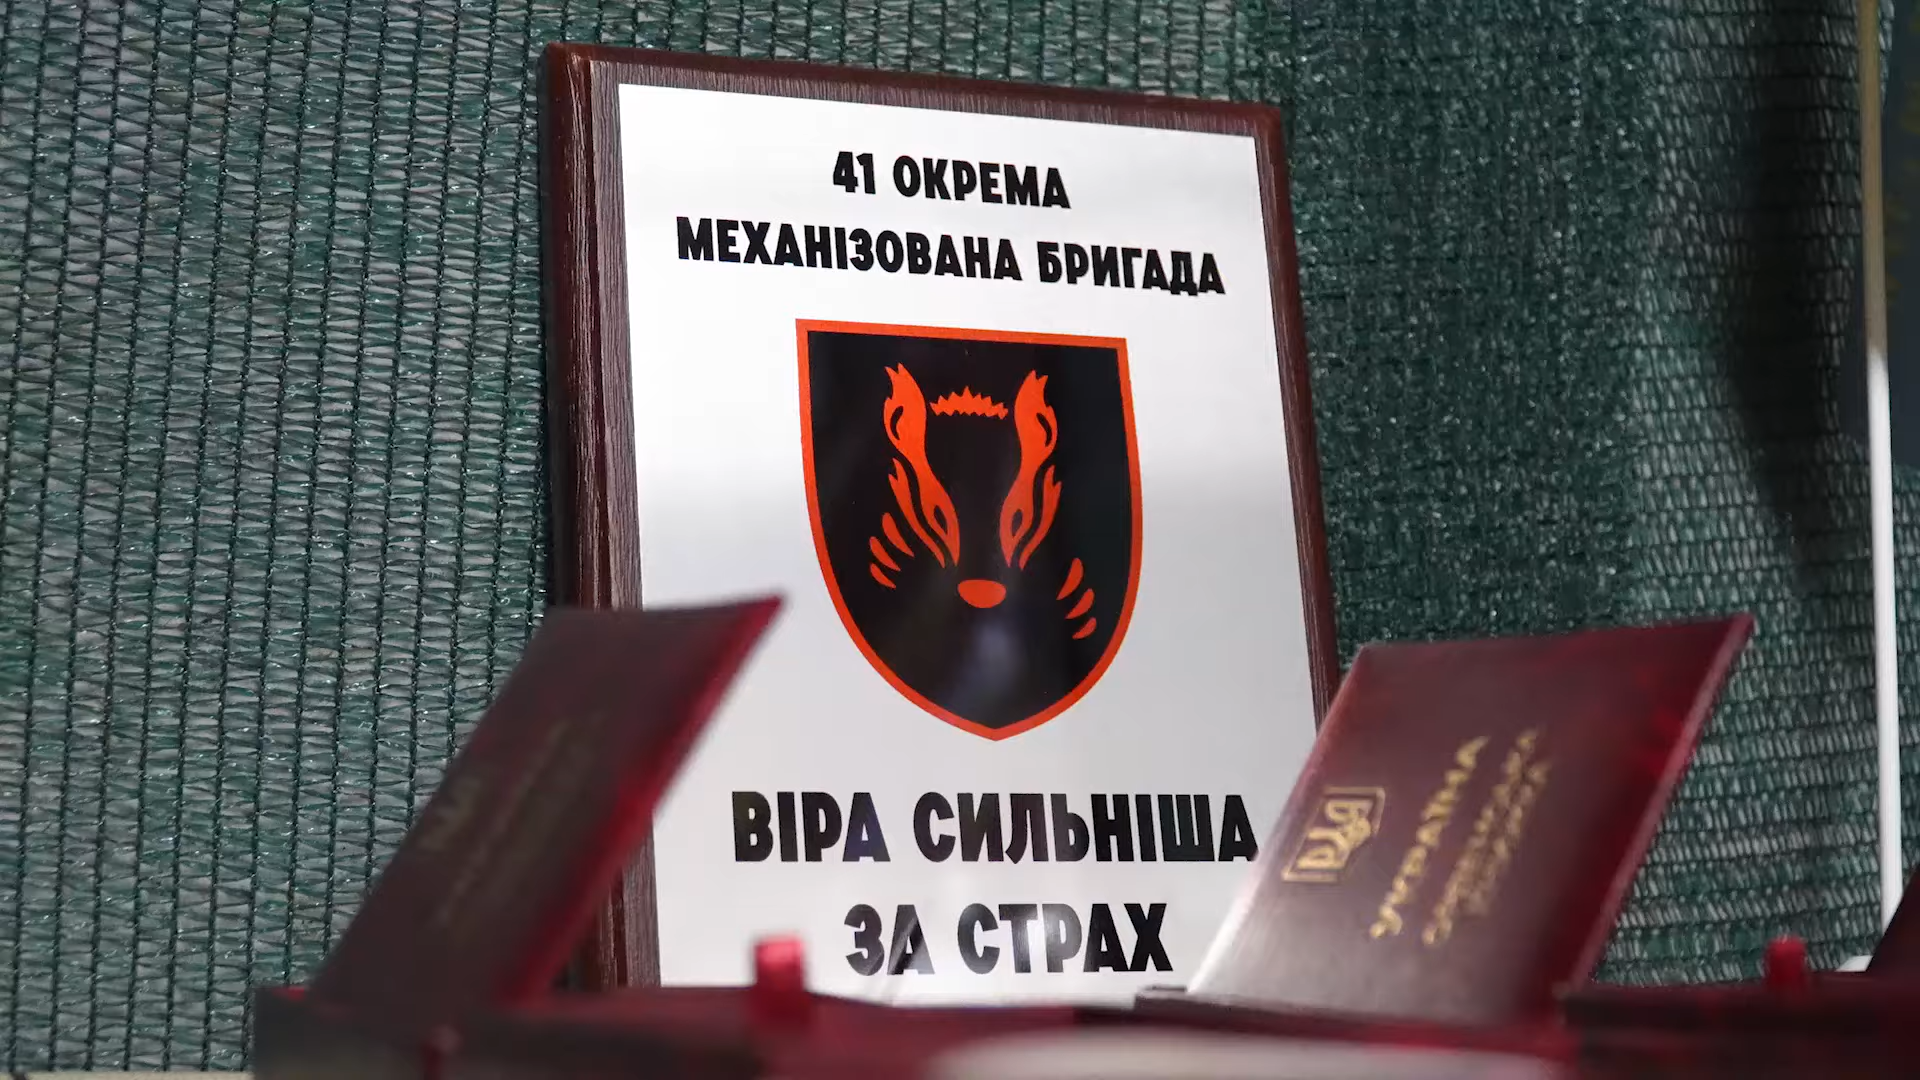 41 ОКРЕМА
МЕХАНІЗОВАНА БРИГАДА
ВІРА СИЛЬНІША
ЗА СТРАХ
УКРАЇНА